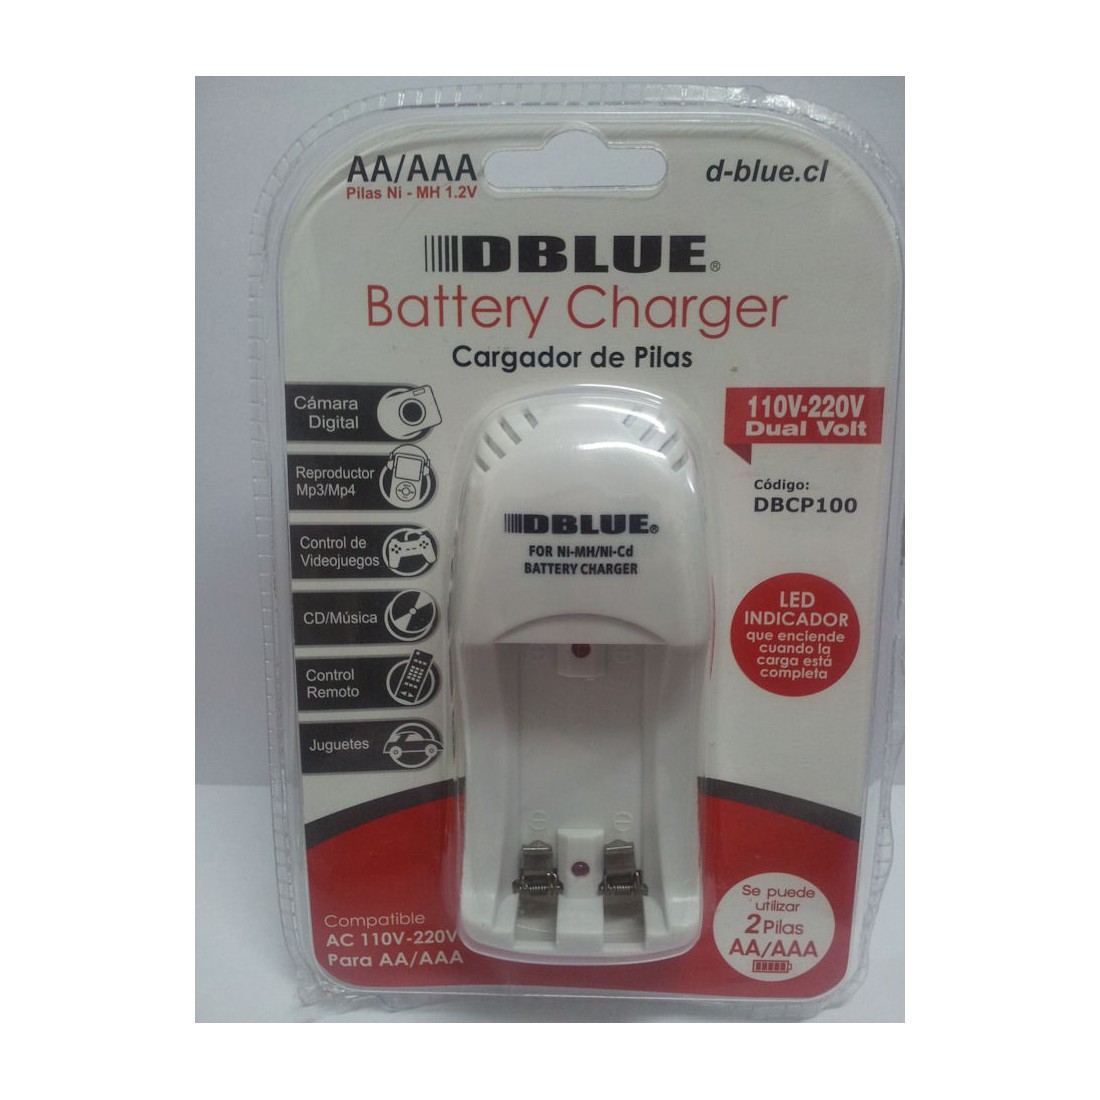 AA/AAA
Pilas Ni - MH 1.2V
d-blue.cl
DBLUE®
Battery Charger
Cargador de Pilas
Cámara
Digital
Reproductor
Mp3/Mp4
Control de
Videojuegos
CD/Música
Control
Remoto
Juguetes
110V-220V
Dual Volt
Código:
DBCP100
DBLUE®
FOR Ni-MH/Ni-Cd
BATTERY CHARGER
LED
INDICADOR
que enciende
cuando la
carga está
completa
Compatible
AC 110V-220V
Para AA/AAA
Se puede
utilizar
2 Pilas
AA/AAA